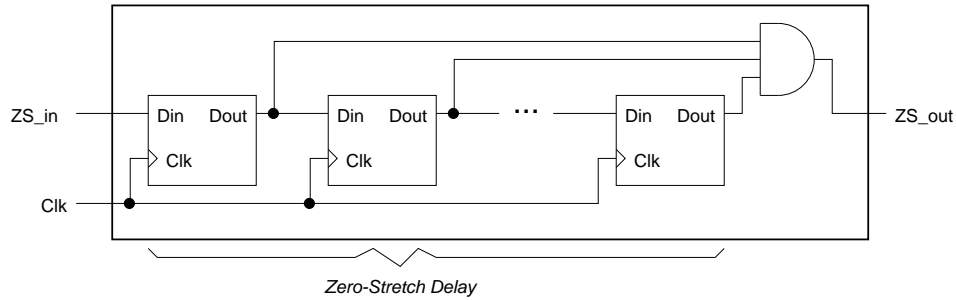 ZS_in
Din Dout
Clk
Din Dout
Clk
...
Din Dout
Clk
ZS_out
Clk
Zero-Stretch Delay